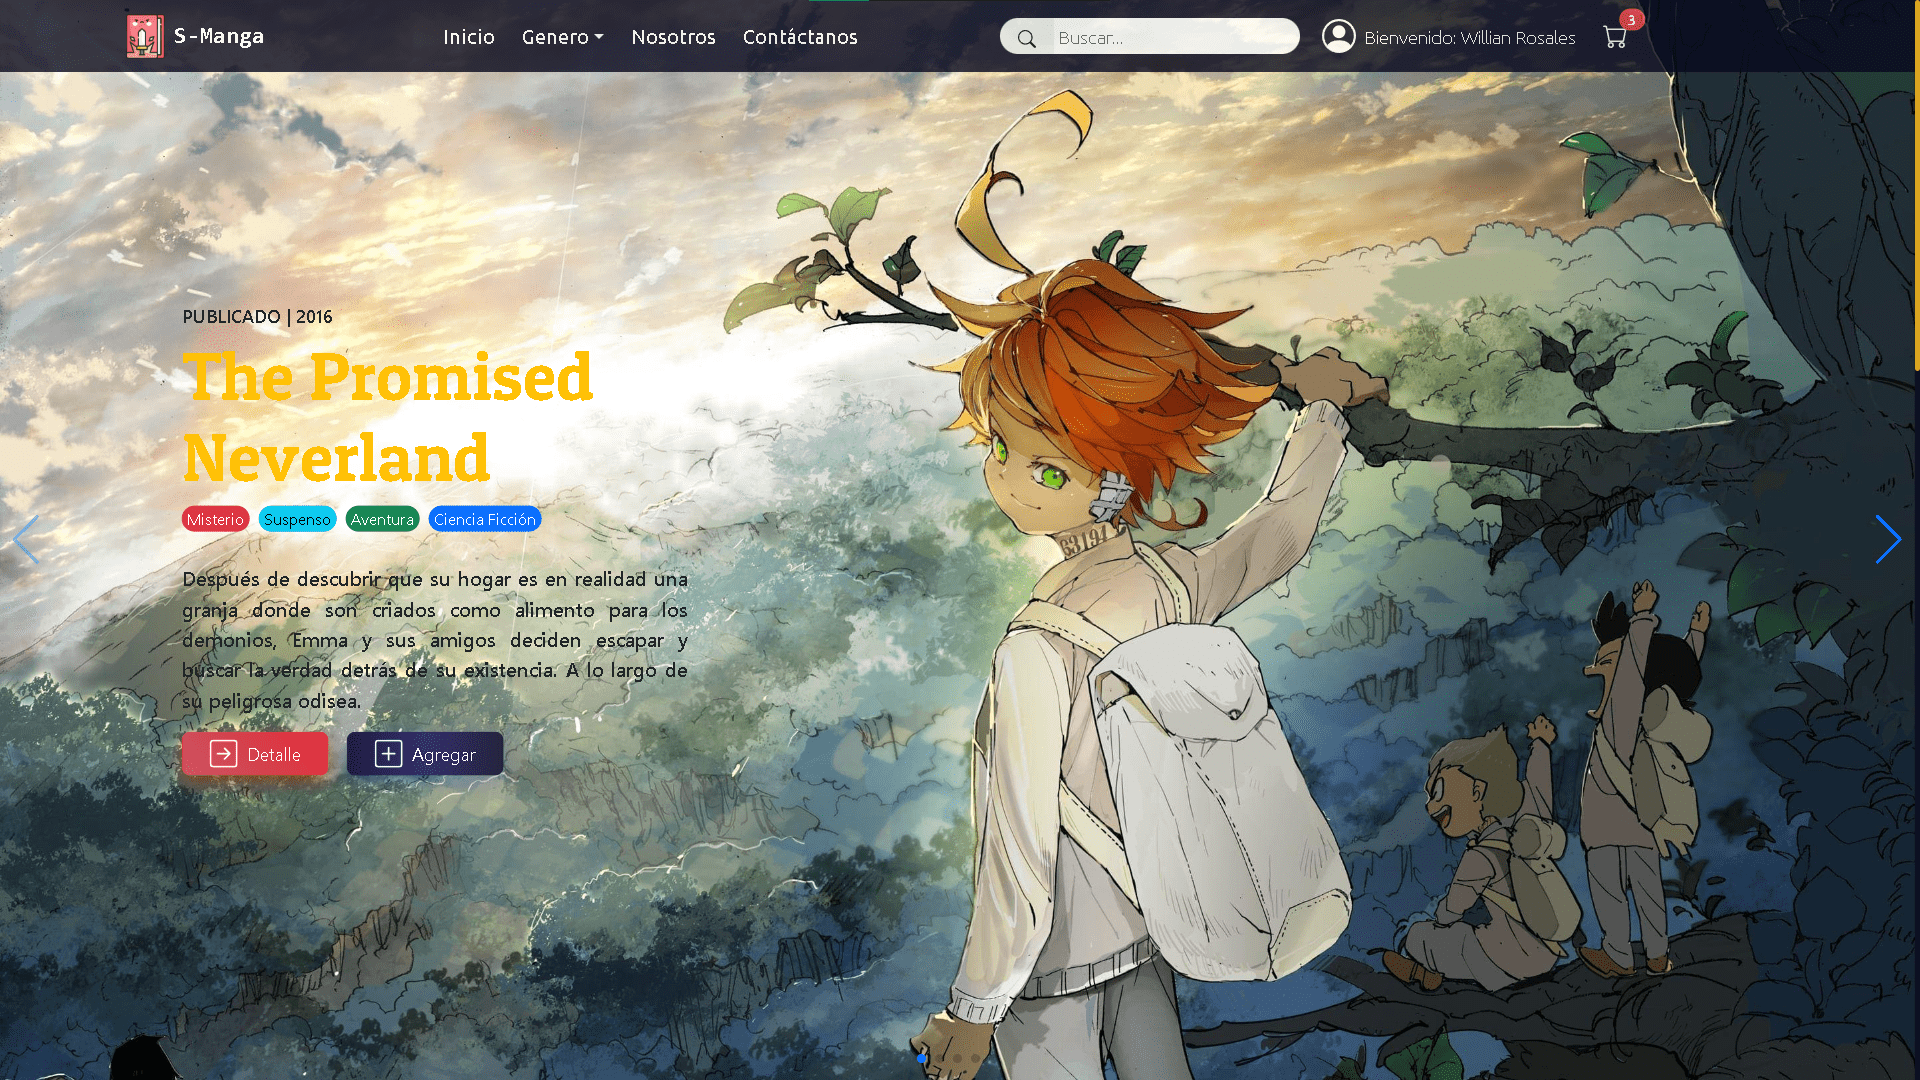 S-Manga
Inicio
Genero
Nosotros
Contáctanos
Buscar...
Bienvenido: Willian Rosales
3
PUBLICADO | 2016
The Promised
Neverland
Misterio
Suspenso
Aventura
Ciencia Ficción
63194
Después de descubrir que su hogar es en realidad una
granja donde son criados como alimento para los
demonios, Emma y sus amigos deciden escapar y
buscar la verdad detrás de su existencia. A lo largo de
su peligrosa odisea.
Detalle
Agregar